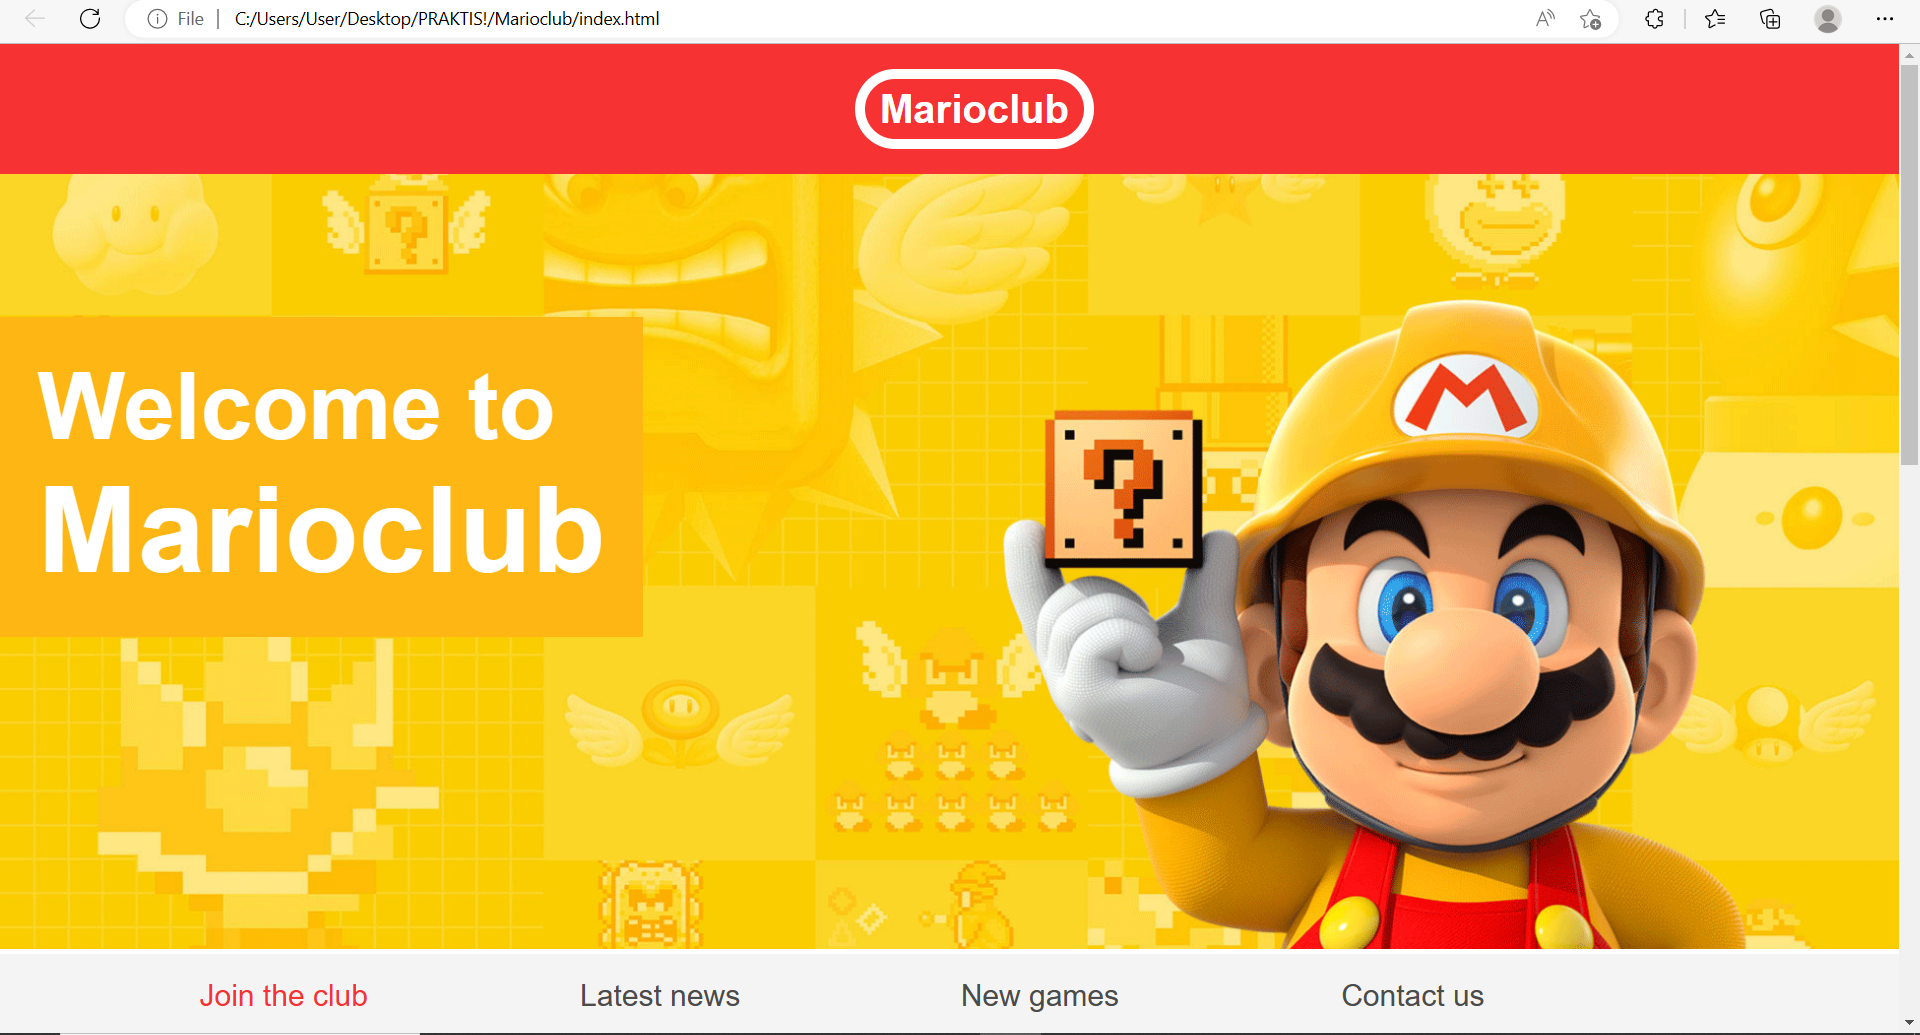 File C:/Users/User/Desktop/PRAKTIS!/Marioclub/index.html
Marioclub
Welcome to
Marioclub
M
?
Join the club Latest news New games Contact us